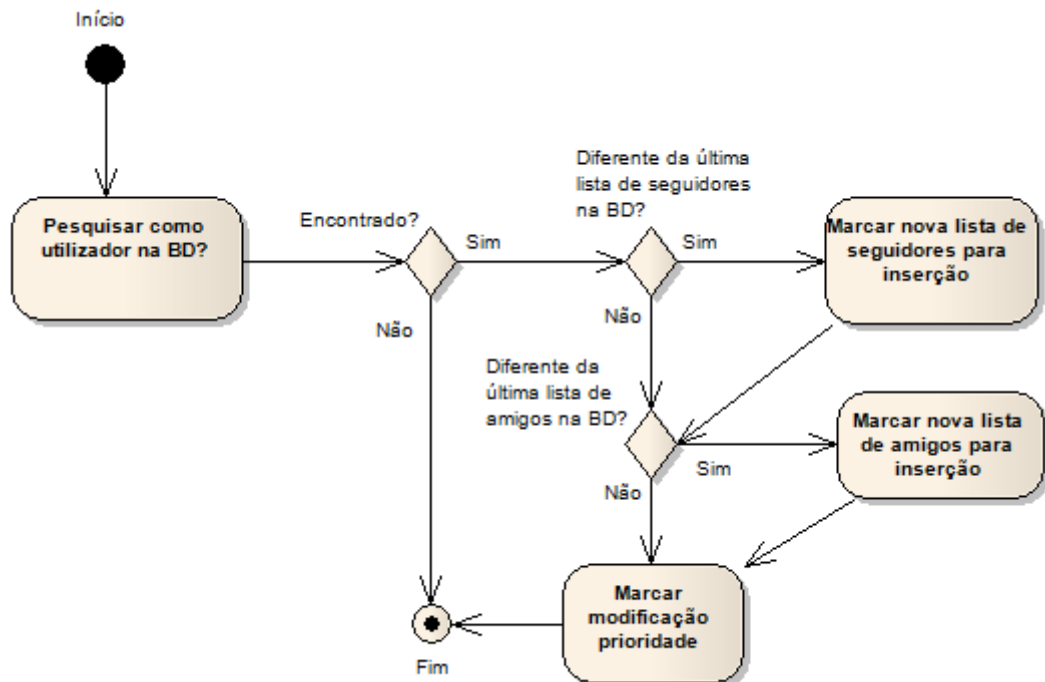 Início
Pesquisar como
utilizador na BD?
Encontrado?
Sim
Não
Diferente da última
lista de seguidores
na BD?
Sim
Não
Marcar nova lista de
seguidores para
inserção
Diferente da
última lista de
amigos na BD?
Sim
Não
Marcar nova lista
de amigos para
inserção
Marcar
modificação
prioridade
Fim